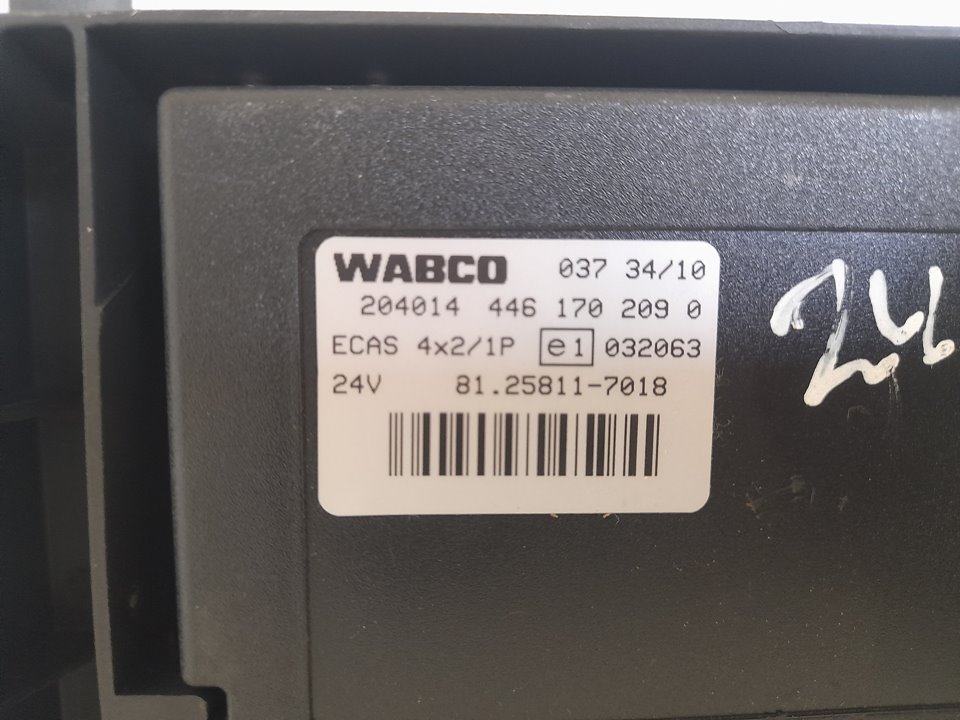 WABCO 037 34/10
204014 446 170 209 0
ECAS 4x2/1P e1 032063
24V 81.25811-7018